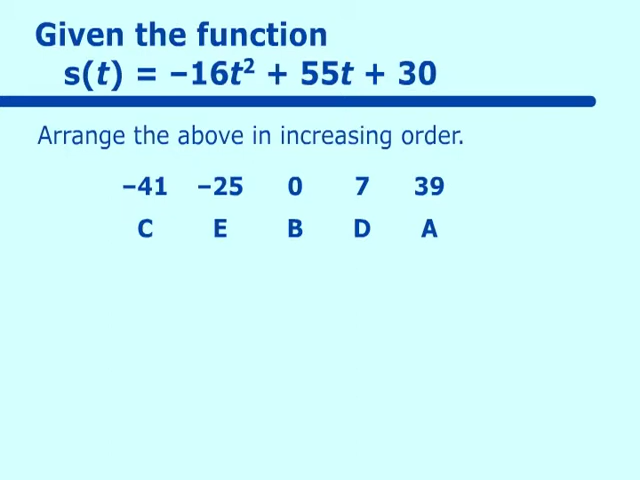 Given the function
s(t) = –16t² + 55t + 30
Arrange the above in increasing order.
–41 –25 0 7 39
C E B D A